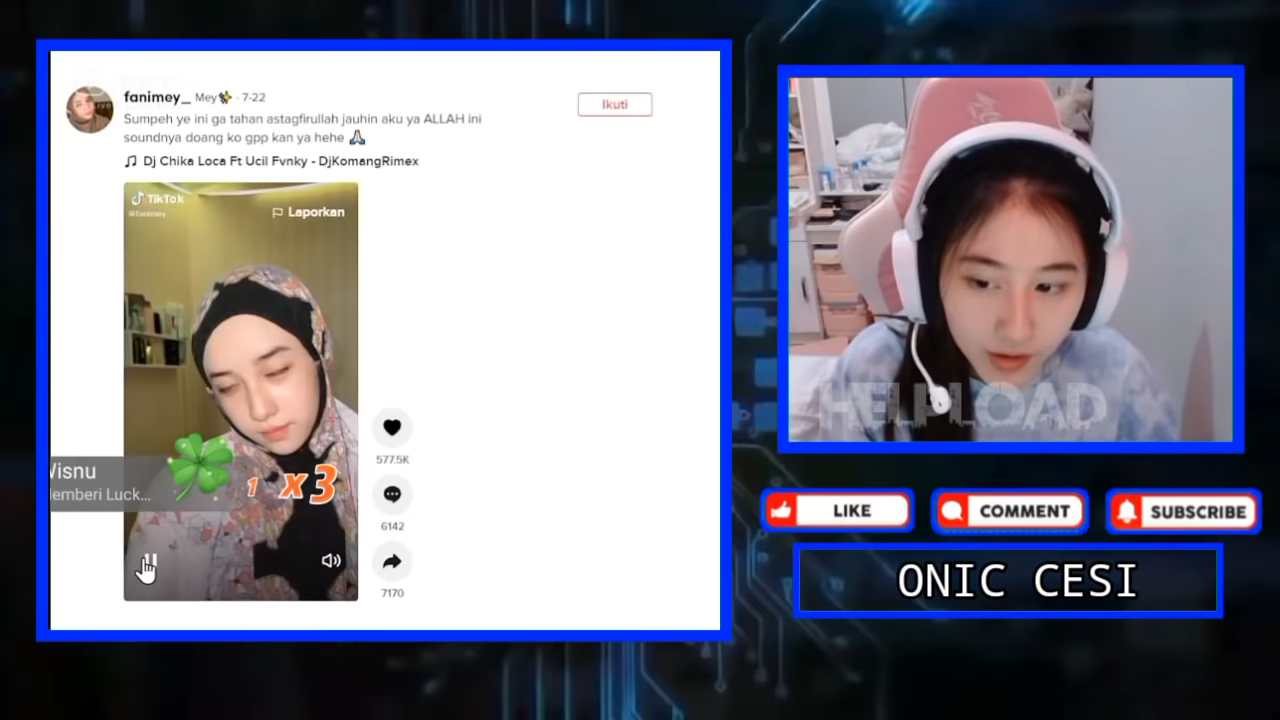 fanimey_ Mey · 7-22
Ikuti
Sumpeh ye ini ga tahan astagfirullah jauhin aku ya ALLAH ini
soundnya doang ko gpp kan ya hehe
Dj Chika Loca Ft Ucil Fvnky - DjKomangRimex
TikTok
Laporkan
577.5K
Visnu
1 x3
6142
7170
HELPLOAD
LIKE
COMMENT
SUBSCRIBE
ONIC CESI